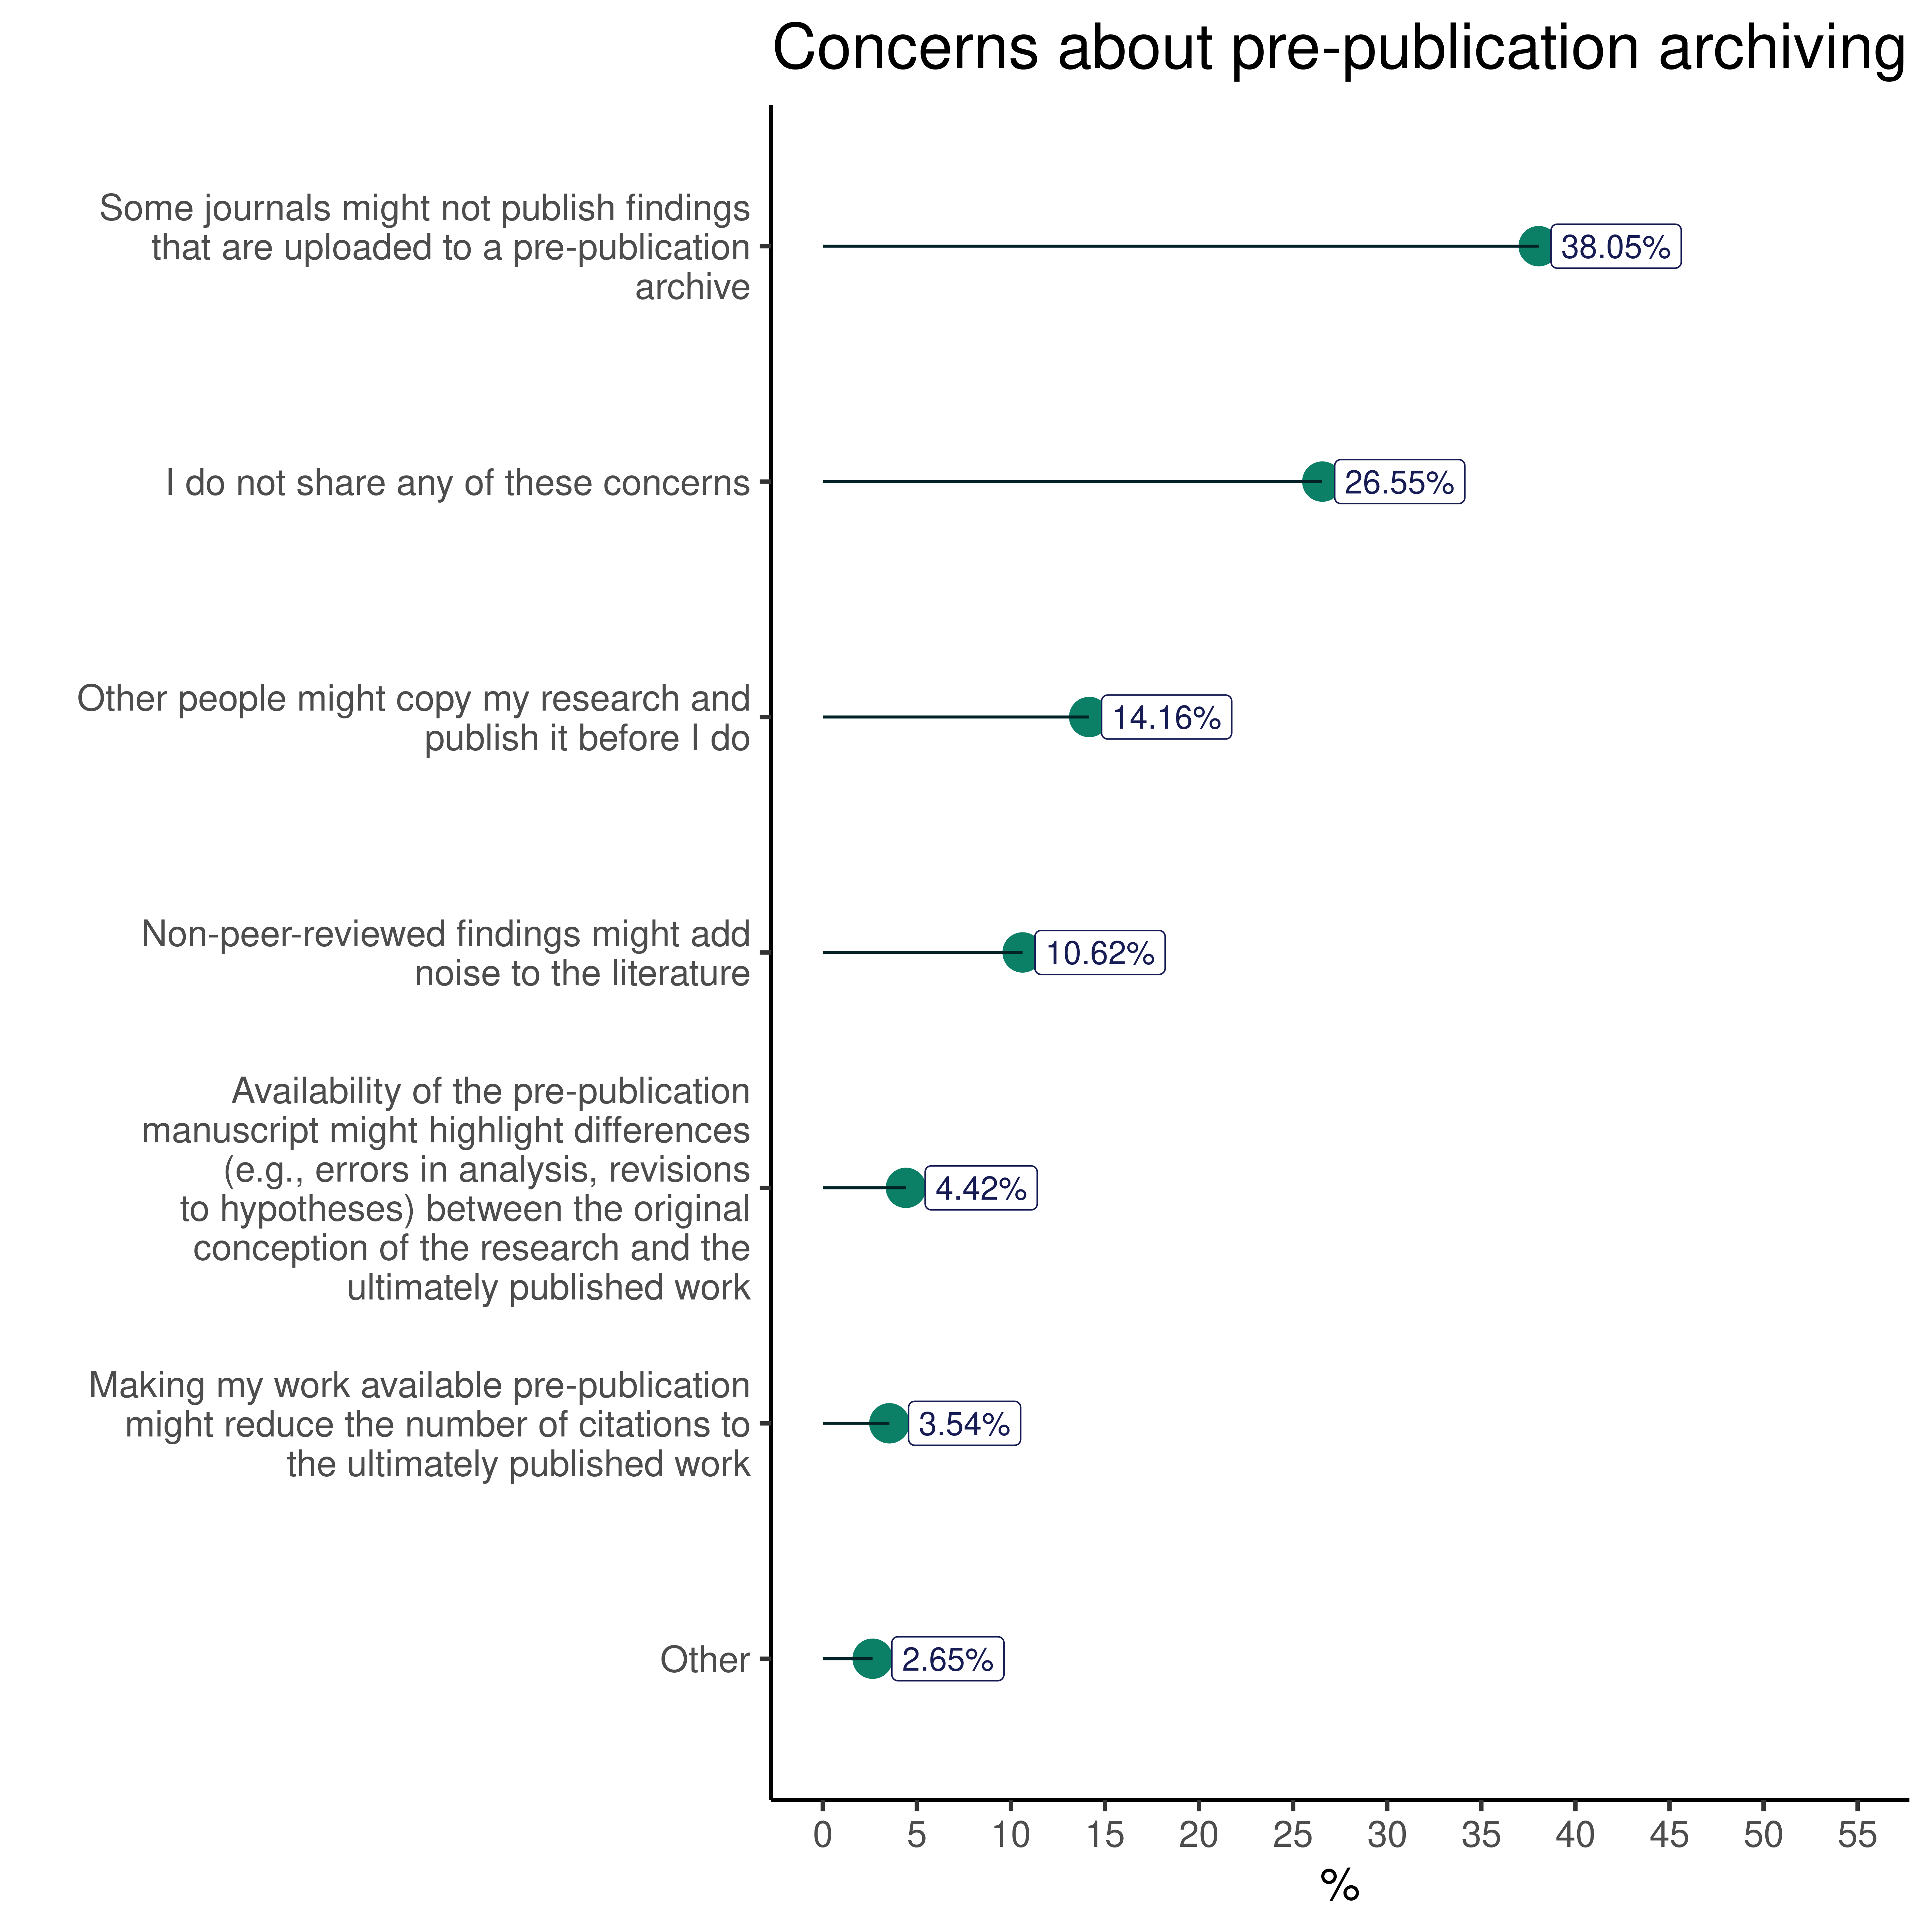 Concerns about pre-publication archiving
Some journals might not publish findings
that are uploaded to a pre-publication
archive
38.05%
I do not share any of these concerns
26.55%
Other people might copy my research and
publish it before I do
14.16%
Non-peer-reviewed findings might add
noise to the literature
10.62%
Availability of the pre-publication
manuscript might highlight differences
(e.g., errors in analysis, revisions
to hypotheses) between the original
conception of the research and the
ultimately published work
4.42%
Making my work available pre-publication
might reduce the number of citations to
the ultimately published work
3.54%
Other
2.65%
0 5 10 15 20 25 30 35 40 45 50 55
%